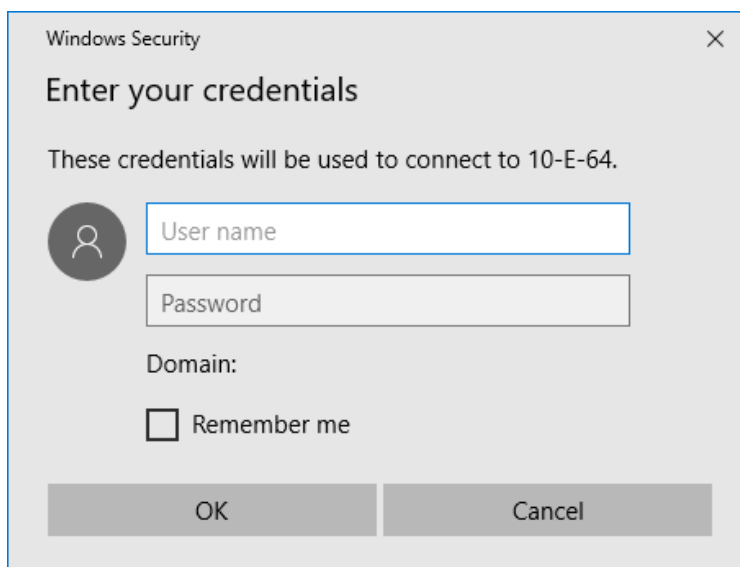 Windows Security
Enter your credentials
These credentials will be used to connect to 10-E-64.
User name
Password
Domain:
Remember me
OK
Cancel